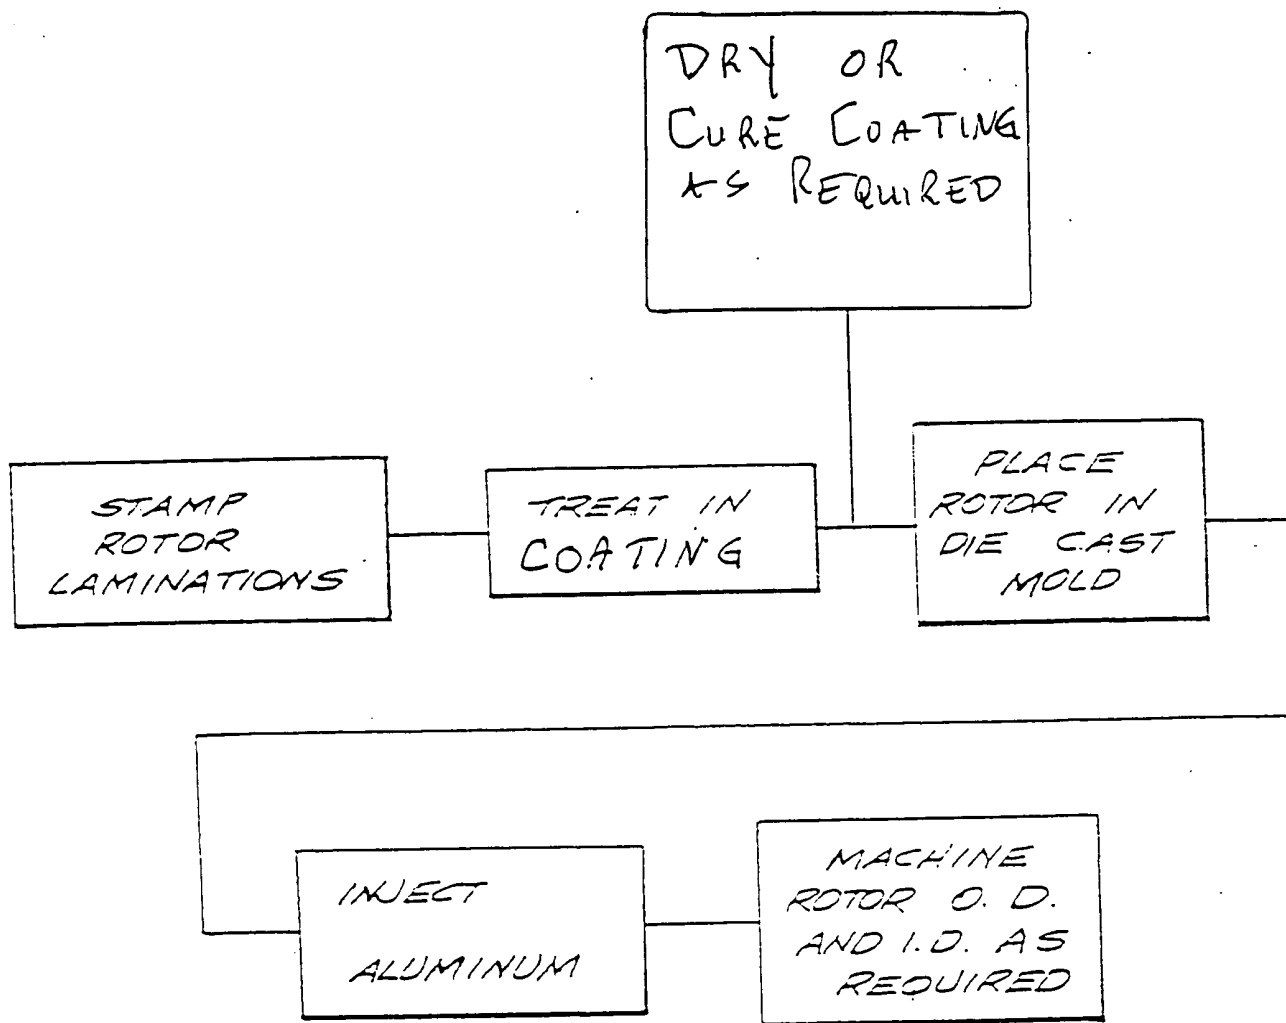 DRY OR
CURE COATING
AS REQUIRED
STAMP
ROTOR
LAMINATIONS
TREAT IN
COATING
PLACE
ROTOR IN
DIE CAST
MOLD
INJECT
ALUMINUM
MACHINE
ROTOR O.D.
AND I.D. AS
REQUIRED